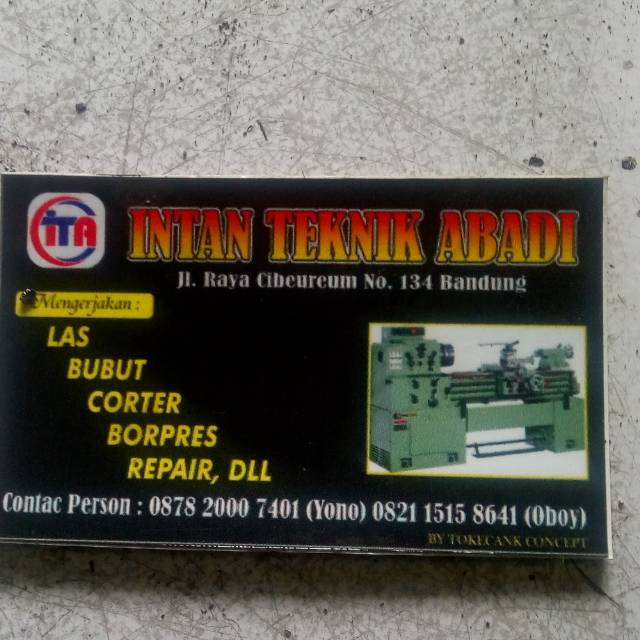 ITA
INTAN TEKNIK ABADI
Jl. Raya Cibeureum No. 134 Bandung
Mengerjakan :
LAS
BUBUT
CORTER
BORPRES
REPAIR, DLL
Contac Person : 0878 2000 7401 (Yono) 0821 1515 8641 (Oboy)
BY TOKECANK CONCEPT